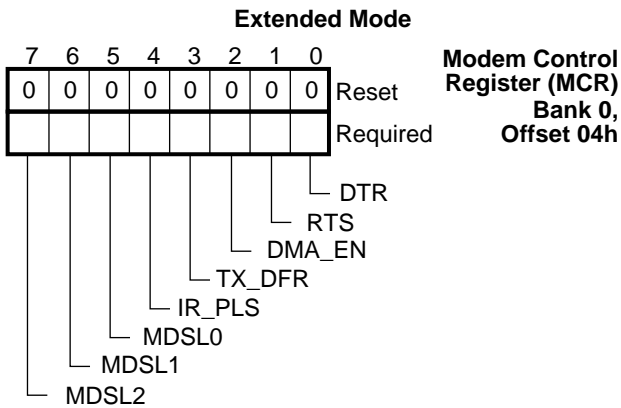 Extended Mode
7 6 5 4 3 2 1 0
0 0 0 0 0 0 0 0 Reset
Required
Modem Control
Register (MCR)
Bank 0,
Offset 04h
DTR
RTS
DMA_EN
TX_DFR
IR_PLS
MDSL0
MDSL1
MDSL2